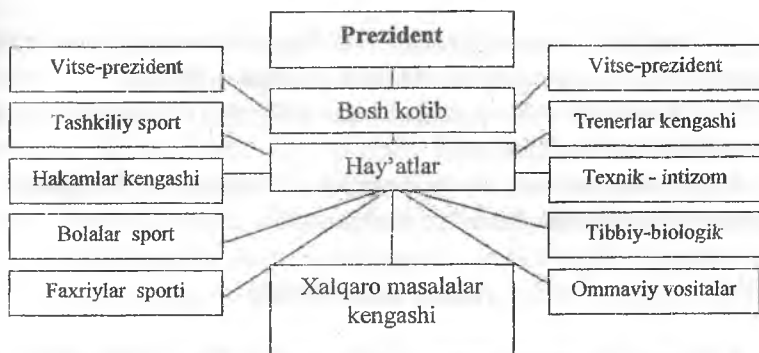 Prezident
Vitse-prezident
Vitse-prezident
Bosh kotib
Tashkiliy sport
Trenerlar kengashi
Hay'atlar
Hakamlar kengashi
Texnik - intizom
Bolalar sport
Tibbiy-biologik
Faxriylar sporti
Xalqaro masalalar
kengashi
Ommaviy vositalar